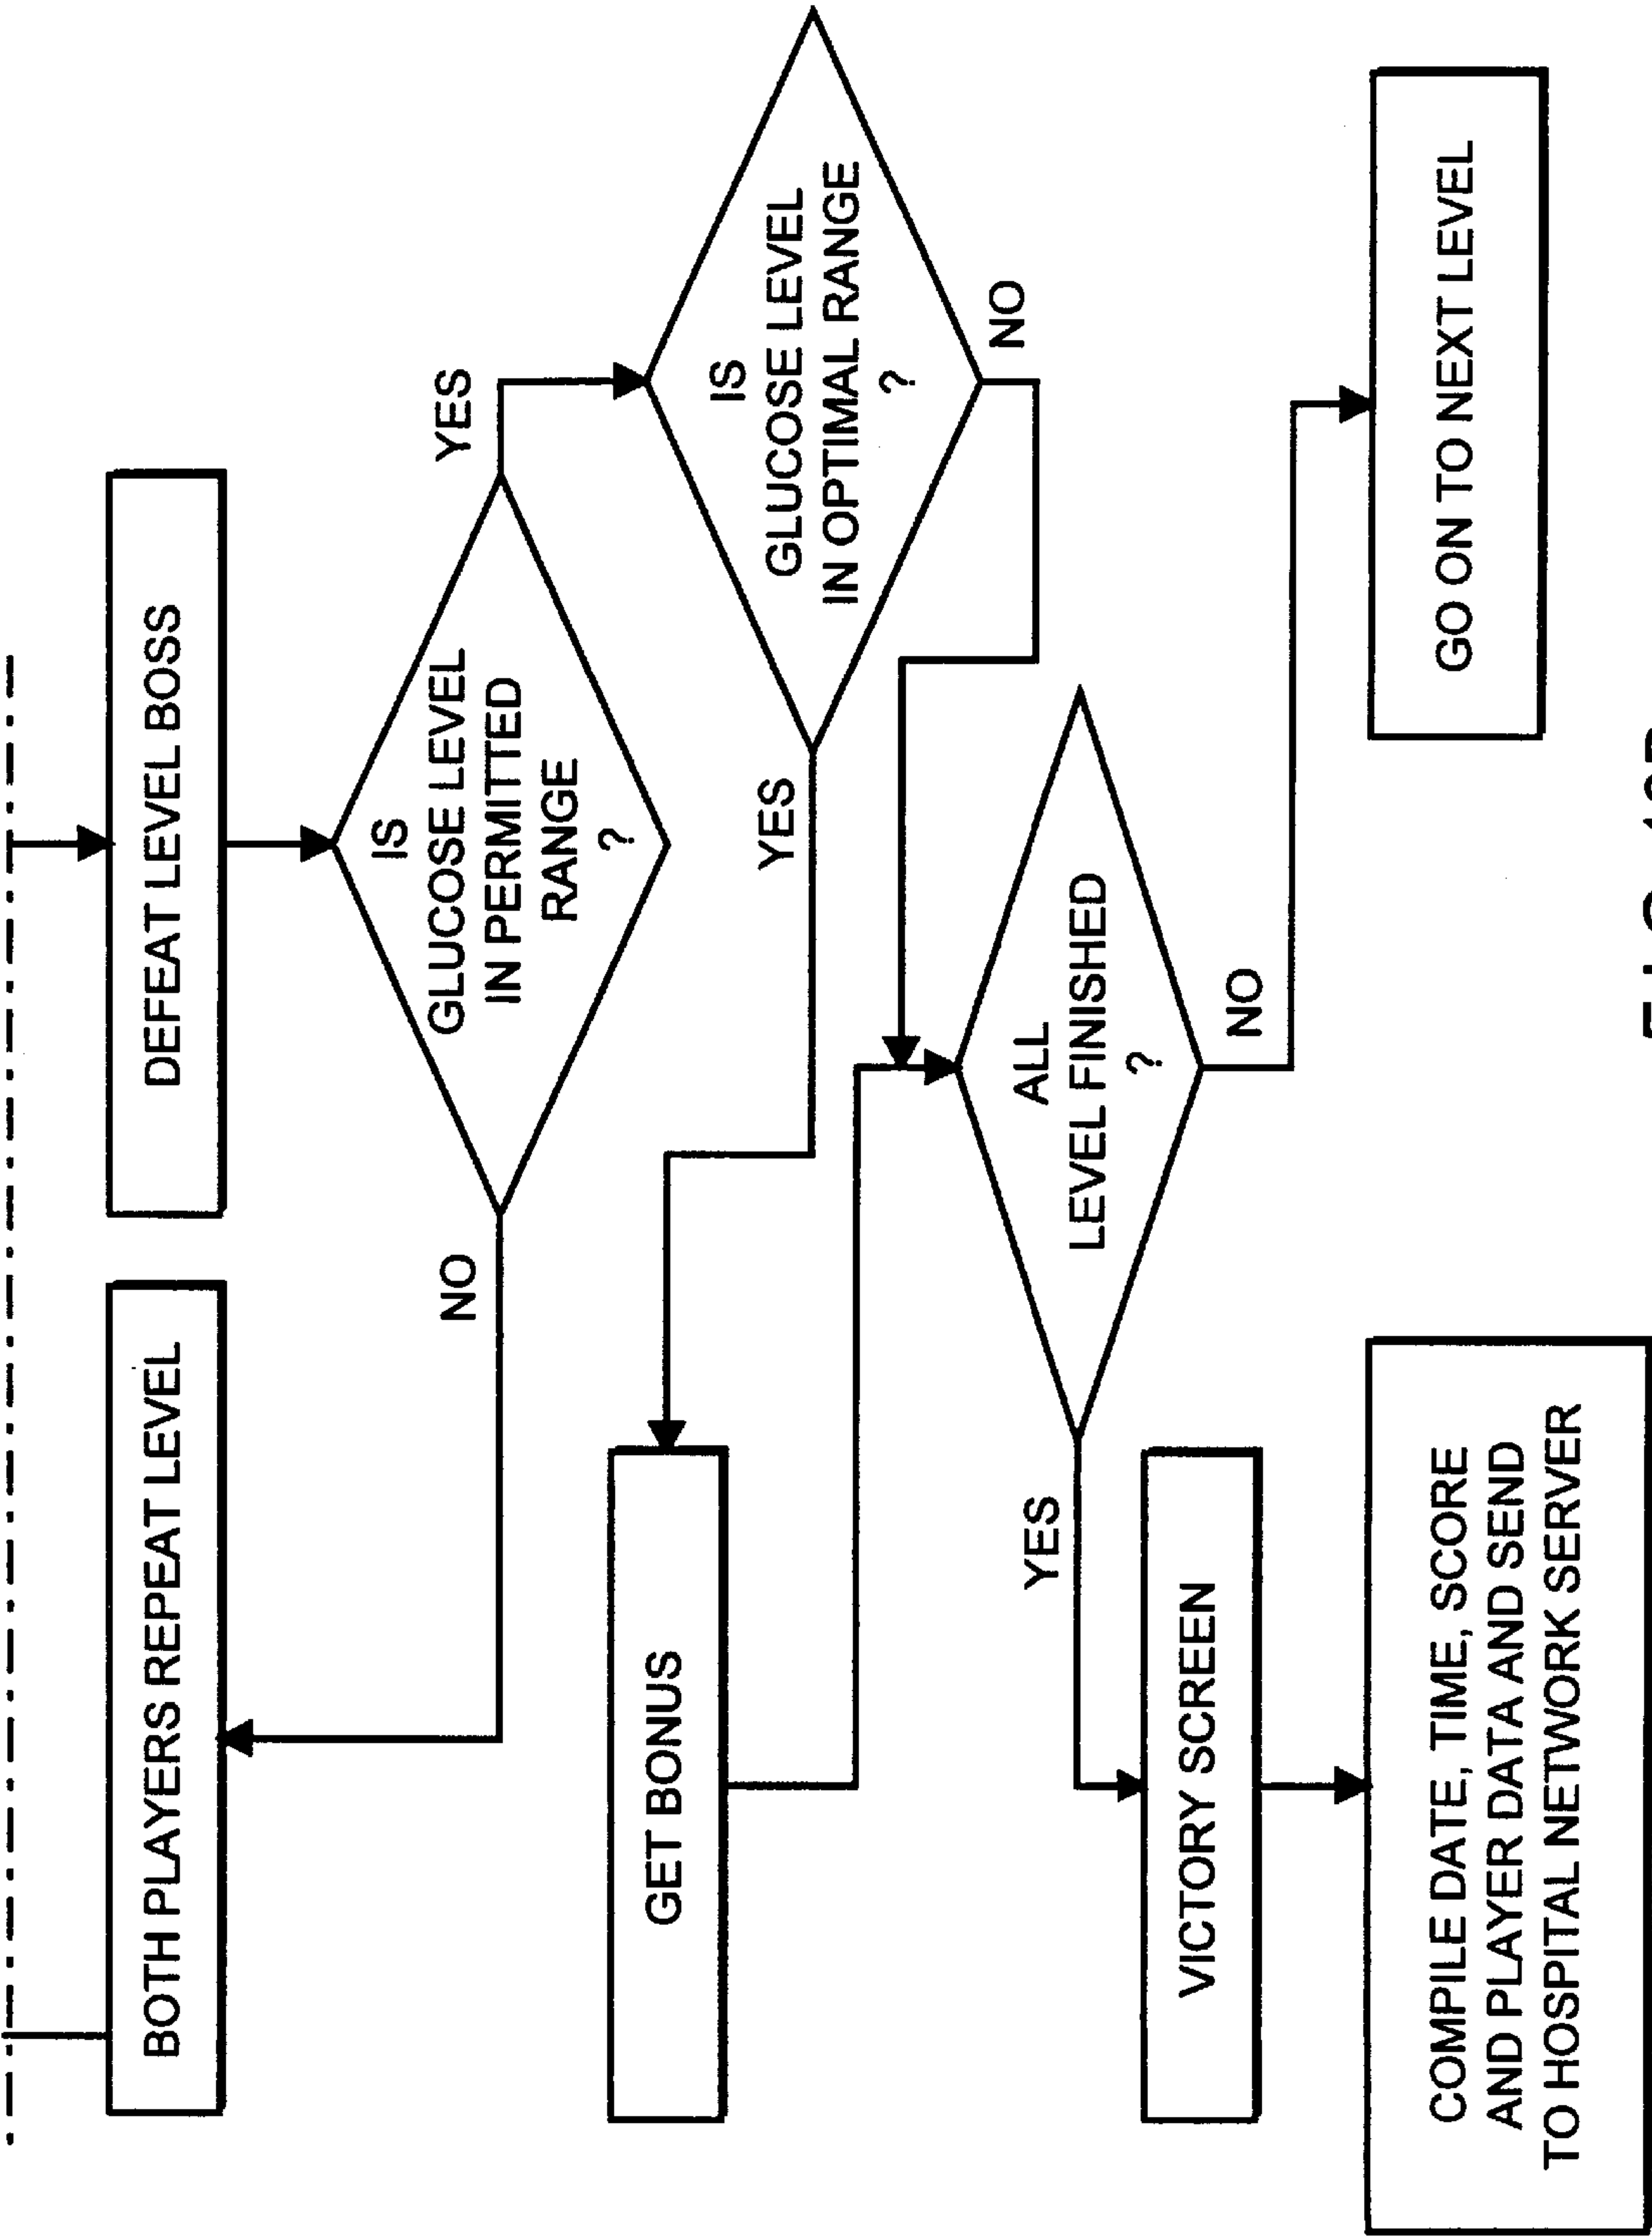 BOTH PLAYERS REPEAT LEVEL
DEFEAT LEVEL BOSS
IS
GLUCOSE LEVEL
IN PERMITTED
RANGE
?
NO
YES
IS
GLUCOSE LEVEL
IN OPTIMAL RANGE
?
YES
NO
GET BONUS
ALL
LEVEL FINISHED
?
YES
NO
VICTORY SCREEN
GO ON TO NEXT LEVEL
COMPILE DATE, TIME, SCORE
AND PLAYER DATA AND SEND
TO HOSPITAL NETWORK SERVER